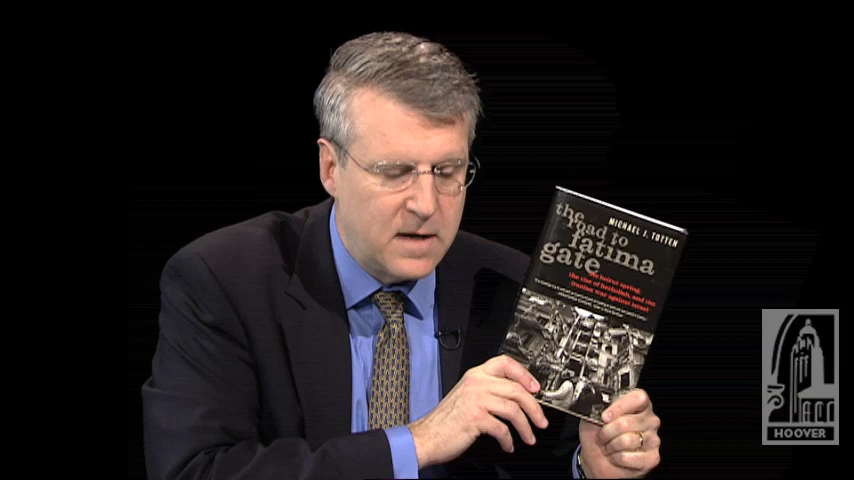 MICHAEL J. TOTTEN
the
road to
fatima
gate
the beirut spring,
the rise of hezbollah, and the
iranian war against israel
HOOVER